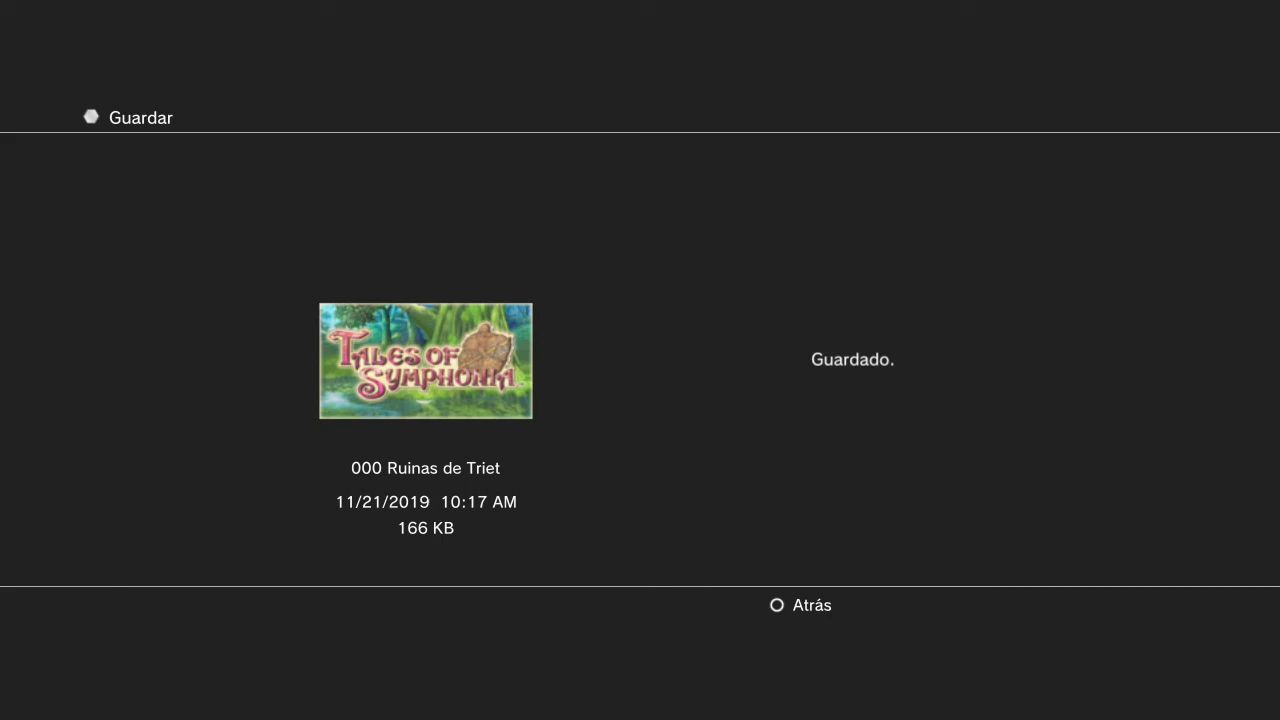 Guardar
TALES OF
SYMPHONIA
Guardado.
000 Ruinas de Triet
11/21/2019 10:17 AM
166 KB
Atrás